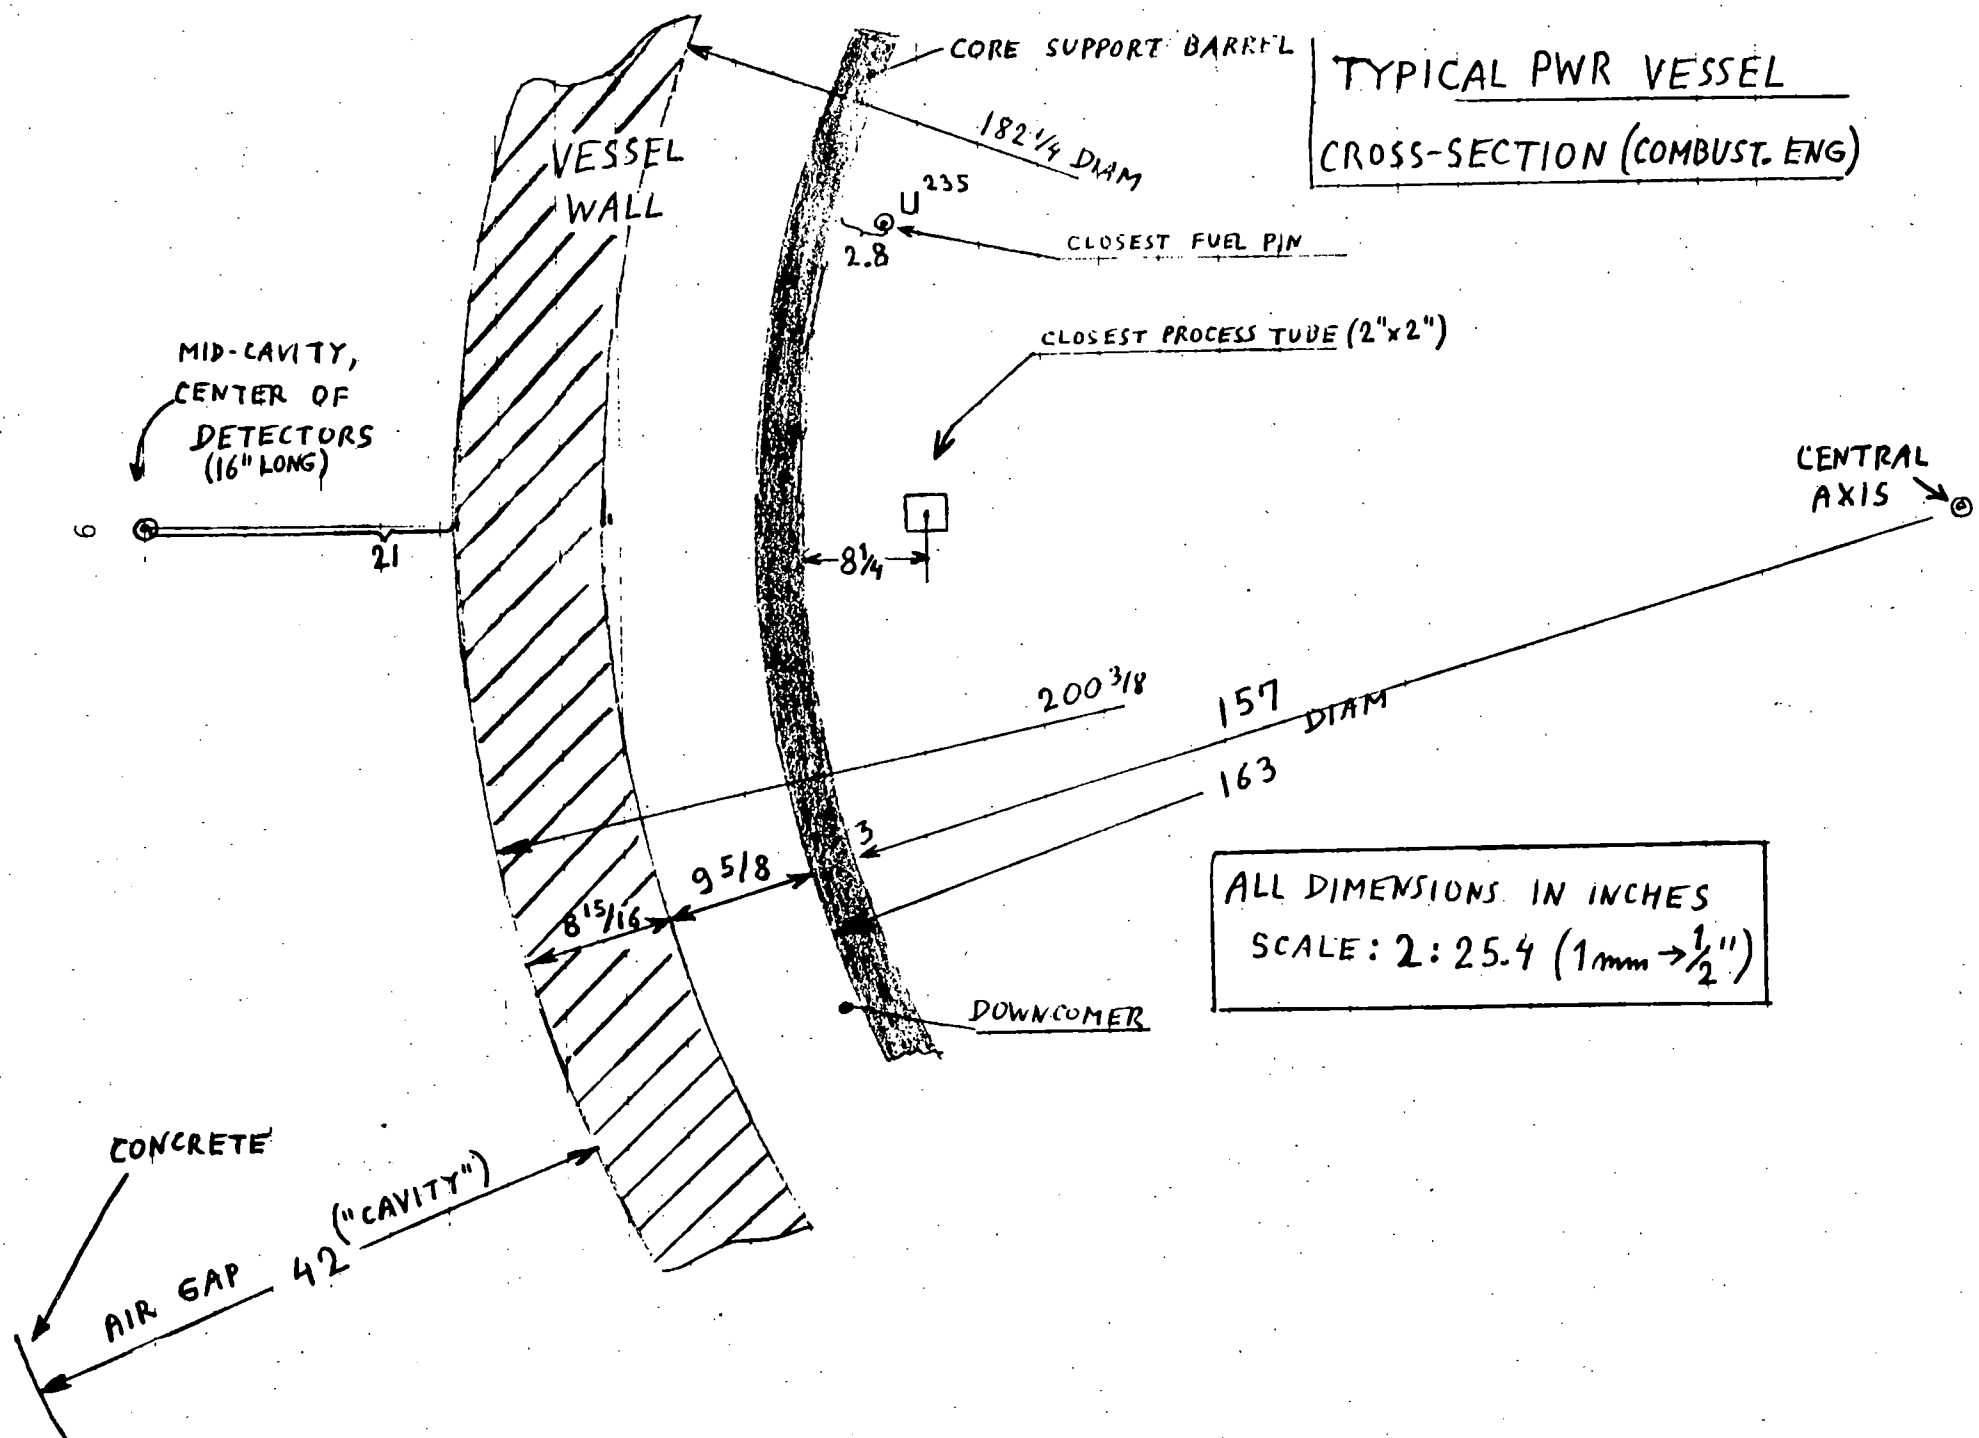 CORE SUPPORT BARREL
TYPICAL PWR VESSEL
CROSS-SECTION (COMBUST. ENG)
182 1/4 DIAM
VESSEL
WALL
U 235
2.8
CLOSEST FUEL PIN
CLOSEST PROCESS TUBE (2"x2")
MID-CAVITY,
CENTER OF
DETECTORS
(16" LONG)
CENTRAL
AXIS
6
21
8 1/4
200 3/8
157 DIAM
163
3
9 5/8
8 15/16
ALL DIMENSIONS IN INCHES
SCALE: 2:25.4 (1mm→1/2")
DOWNCOMER
CONCRETE
AIR GAP 42 ("CAVITY")